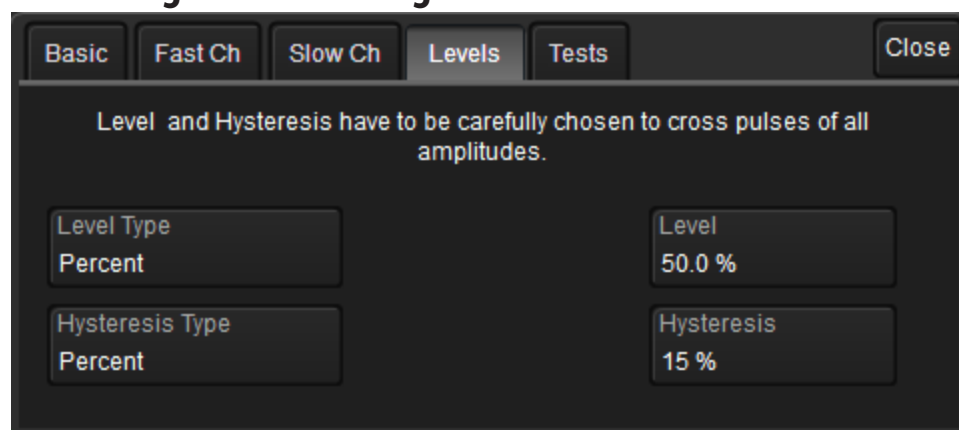 Basic Fast Ch Slow Ch Levels Tests Close
Level and Hysteresis have to be carefully chosen to cross pulses of all
amplitudes.
Level Type Level
Percent 50.0 %
Hysteresis Type Hysteresis
Percent 15 %